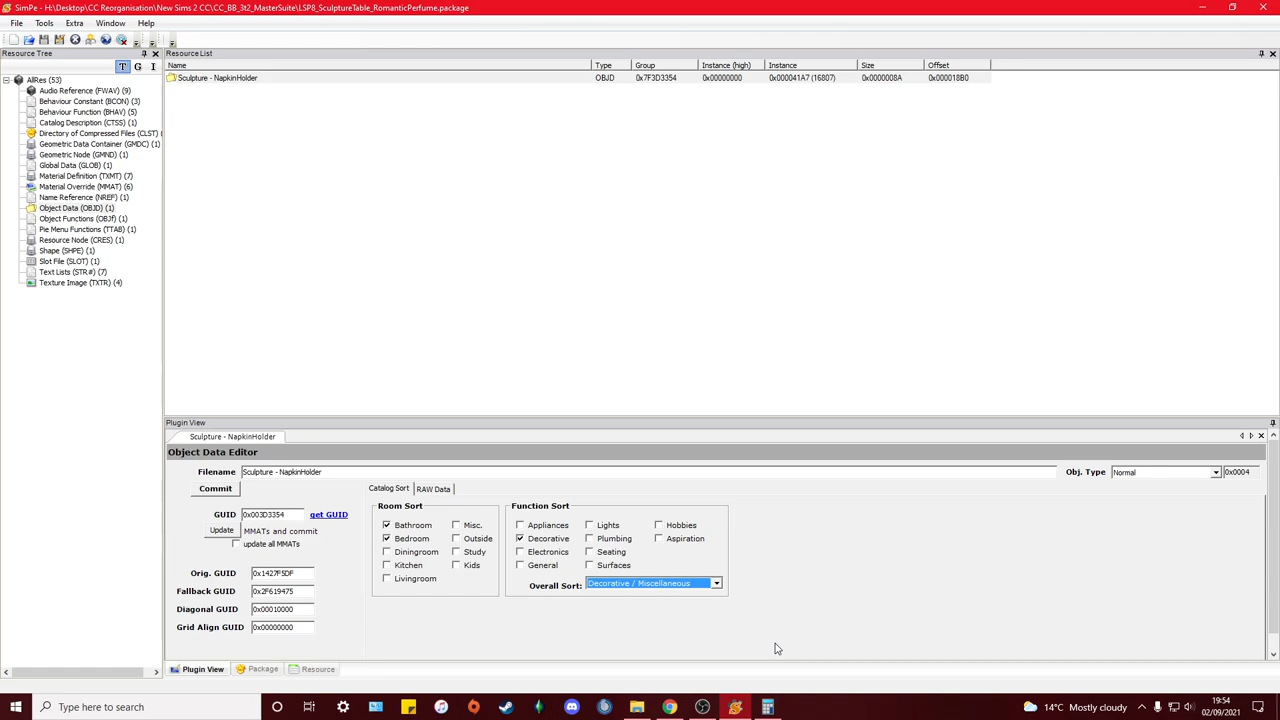 SimPe - H:\Desktop\CC Reorganisation\New Sims 2 CC\CC_BB_3t2_MasterSuite\LSP8_SculptureTable_RomanticPerfume.package
File Tools Extra Window Help
Resource Tree
T G I
AllRes (53)
Audio Reference (FWAV) (9)
Behaviour Constant (BCON) (3)
Behaviour Function (BHAV) (5)
Catalog Description (CTSS) (1)
Directory of Compressed Files (CLST) (
Geometric Data Container (GMDC) (1)
Geometric Node (GMND) (1)
Global Data (GLOB) (1)
Material Definition (TXMT) (7)
Material Override (MMAT) (6)
Name Reference (NREF) (1)
Object Data (OBJD) (1)
Object Functions (OBJf) (1)
Pie Menu Functions (TTAB) (1)
Resource Node (CRES) (1)
Shape (SHPE) (1)
Slot File (SLOT) (1)
Text Lists (STR#) (7)
Texture Image (TXTR) (4)
Resource List
Name Type Group Instance (high) Instance Size Offset
Sculpture - NapkinHolder OBJD 0x7F3D3354 0x00000000 0x000041A7 (16807) 0x0000008A 0x000018B0
Plugin View
Sculpture - NapkinHolder
Object Data Editor
Filename Sculpture - NapkinHolder Obj. Type Normal 0x0004
Commit
Catalog Sort RAW Data
GUID 0x003D3354 get GUID
Update MMATs and commit
update all MMATs
Orig. GUID 0x1427F5DF
Fallback GUID 0x2F619475
Diagonal GUID 0x00010000
Grid Align GUID 0x00000000
Room Sort
Bathroom Misc.
Bedroom Outside
Diningroom Study
Kitchen Kids
Livingroom
Function Sort
Appliances Lights Hobbies
Decorative Plumbing Aspiration
Electronics Seating
General Surfaces
Overall Sort: Decorative / Miscellaneous
Plugin View Package Resource
Type here to search
14°C Mostly cloudy
19:54
02/09/2021